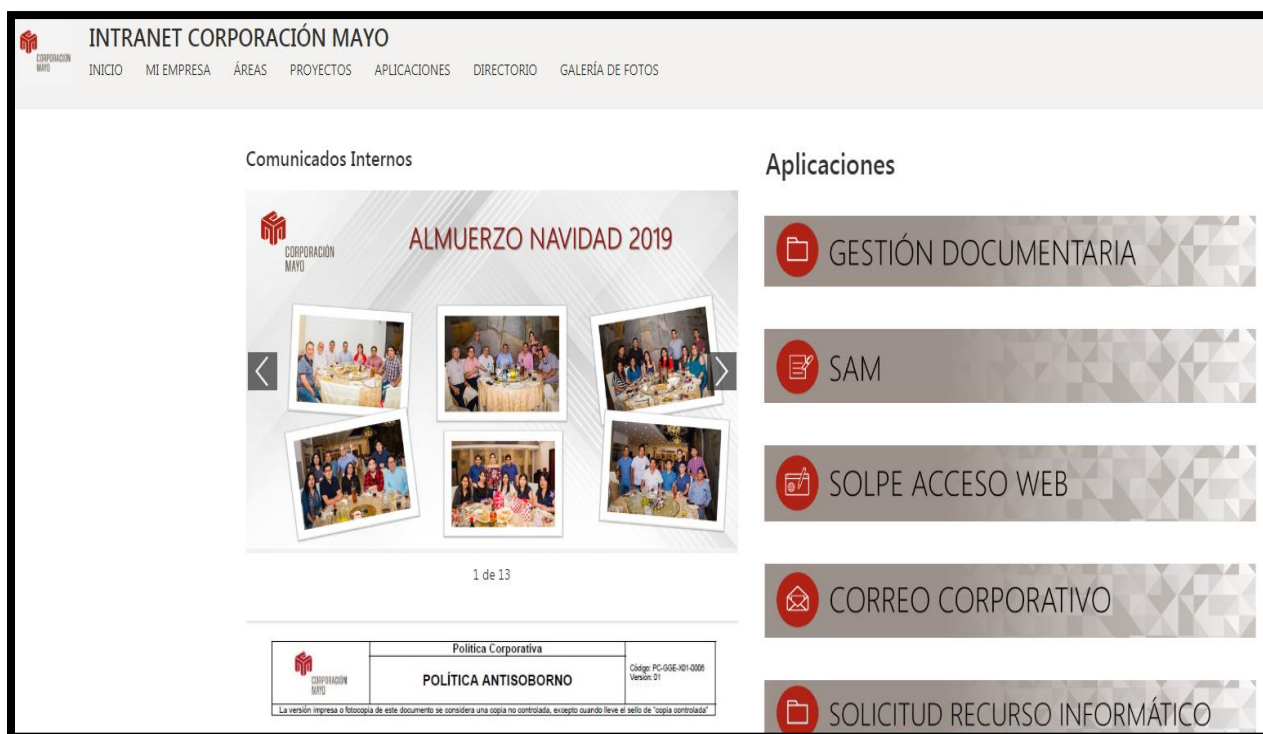 INTRANET CORPORACIÓN MAYO
CORPORACIÓN
MAYO
INICIO MI EMPRESA ÁREAS PROYECTOS APLICACIONES DIRECTORIO GALERÍA DE FOTOS
Comunicados Internos
CORPORACIÓN
MAYO
ALMUERZO NAVIDAD 2019
1 de 13
CORPORACIÓN
MAYO
Política Corporativa
POLÍTICA ANTISOBORNO
Código: PC-GGE-X01-0006
Versión: 01
La versión impresa o fotocopia de este documento se considera una copia no controlada, excepto cuando lleve el sello de "copia controlada"
Aplicaciones
GESTIÓN DOCUMENTARIA
SAM
SOLPE ACCESO WEB
CORREO CORPORATIVO
SOLICITUD RECURSO INFORMÁTICO